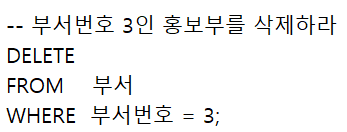 -- 부서번호 3인 홍보부를 삭제하라
DELETE
FROM 부서
WHERE 부서번호 = 3;